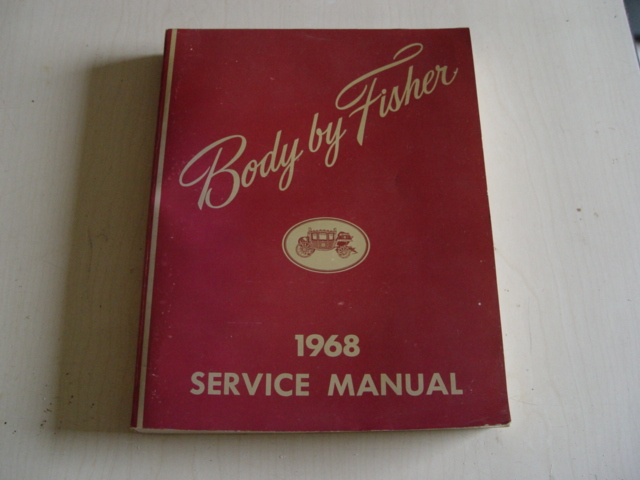 Body by Fisher
1968
SERVICE MANUAL